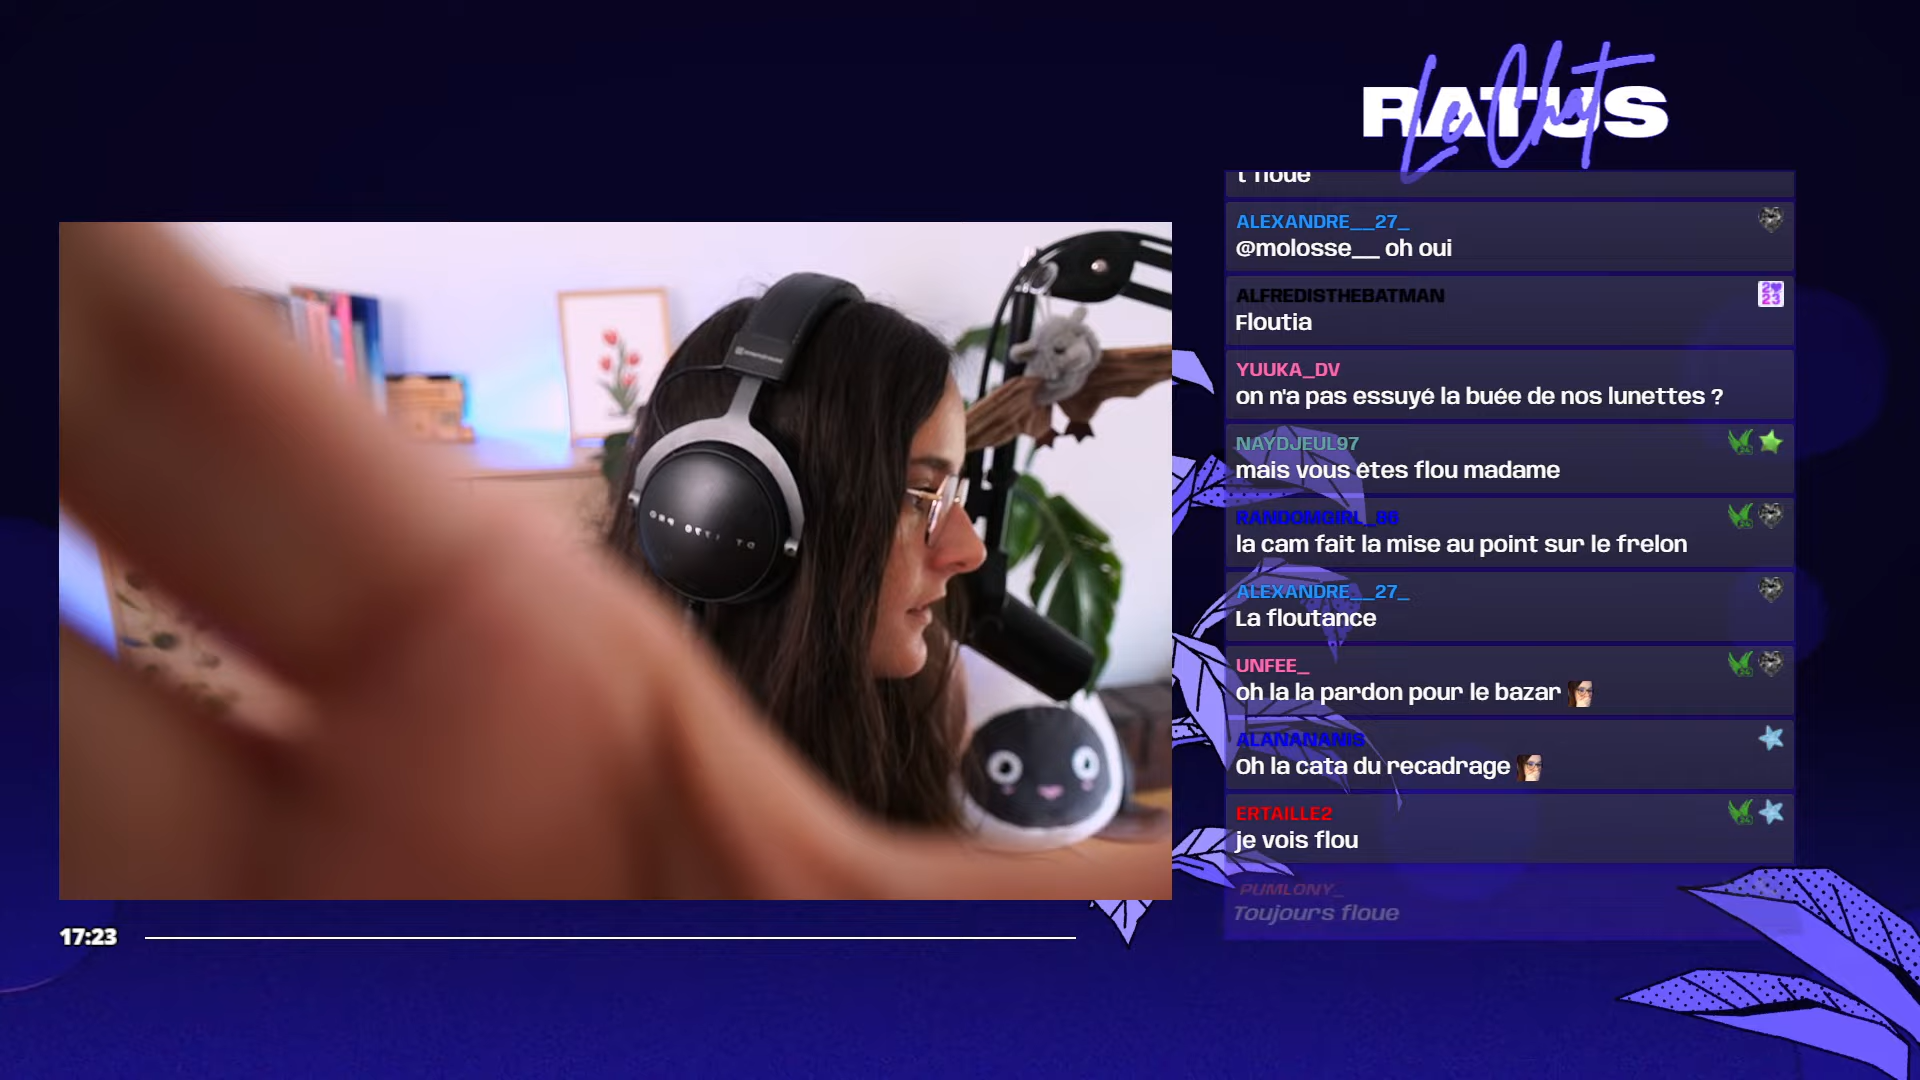 RATUS
Le Chat
ALEXANDRE__27_
@molosse__ oh oui
ALFREDISTHEBATMAN
Floutia
YUUKA_DV
on n'a pas essuyé la buée de nos lunettes ?
NAYDJEUL97
mais vous êtes flou madame
RANDOMGIRL_86
la cam fait la mise au point sur le frelon
ALEXANDRE__27_
La floutance
UNFEE_
oh la la pardon pour le bazar
ALANANANIS
Oh la cata du recadrage
ERTAILLE2
je vois flou
PUMLONY_
Toujours floue
17:23